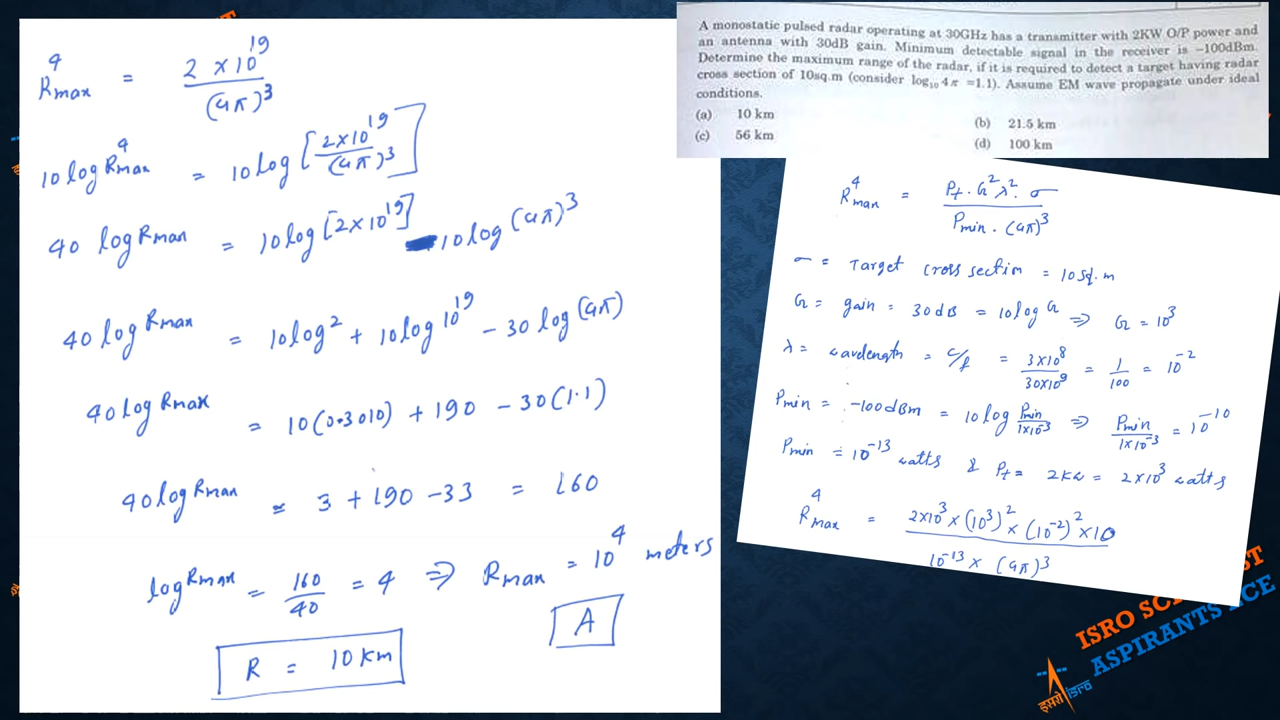 A monostatic pulsed radar operating at 30GHz has a transmitter with 2KW O/P power and
an antenna with 30dB gain. Minimum detectable signal in the receiver is –100dBm.
Determine the maximum range of the radar, if it is required to detect a target having radar
cross section of 10sq.m (consider log₁₀ 4π =1.1). Assume EM wave propagate under ideal
conditions.
(a) 10 km
(b) 21.5 km
(c) 56 km
(d) 100 km
R⁴max = Pt · G² λ² · σ / Pmin · (4π)³
σ = Target cross section = 10 sq. m
G = gain = 30 dB = 10 log G ⇒ G = 10³
λ = wavelength = c/f = 3×10⁸ / 30×10⁹ = 1/100 = 10⁻²
Pmin = -100 dBm = 10 log Pmin / 1×10⁻³ ⇒ Pmin / 1×10⁻³ = 10⁻¹⁰
Pmin = 10⁻¹³ watts & Pt = 2KW = 2×10³ watts
R⁴max = 2×10³ × (10³)² × (10⁻²)² × 10 / 10⁻¹³ × (4π)³
R⁴max = 2 × 10¹⁹ / (4π)³
10 log R⁴max = 10 log [2×10¹⁹ / (4π)³]
40 log Rmax = 10 log [2×10¹⁹] - 10 log (4π)³
40 log Rmax = 10 log 2 + 10 log 10¹⁹ – 30 log (4π)
40 log Rmax = 10 (0.3010) + 190 – 30 (1.1)
40 log Rmax ≈ 3 + 190 – 33 = 160
log Rmax = 160/40 = 4 ⇒ Rmax = 10⁴ meters
R = 10 km
A
ISRO SC
ASPIRANTS ECE
इसरो isro